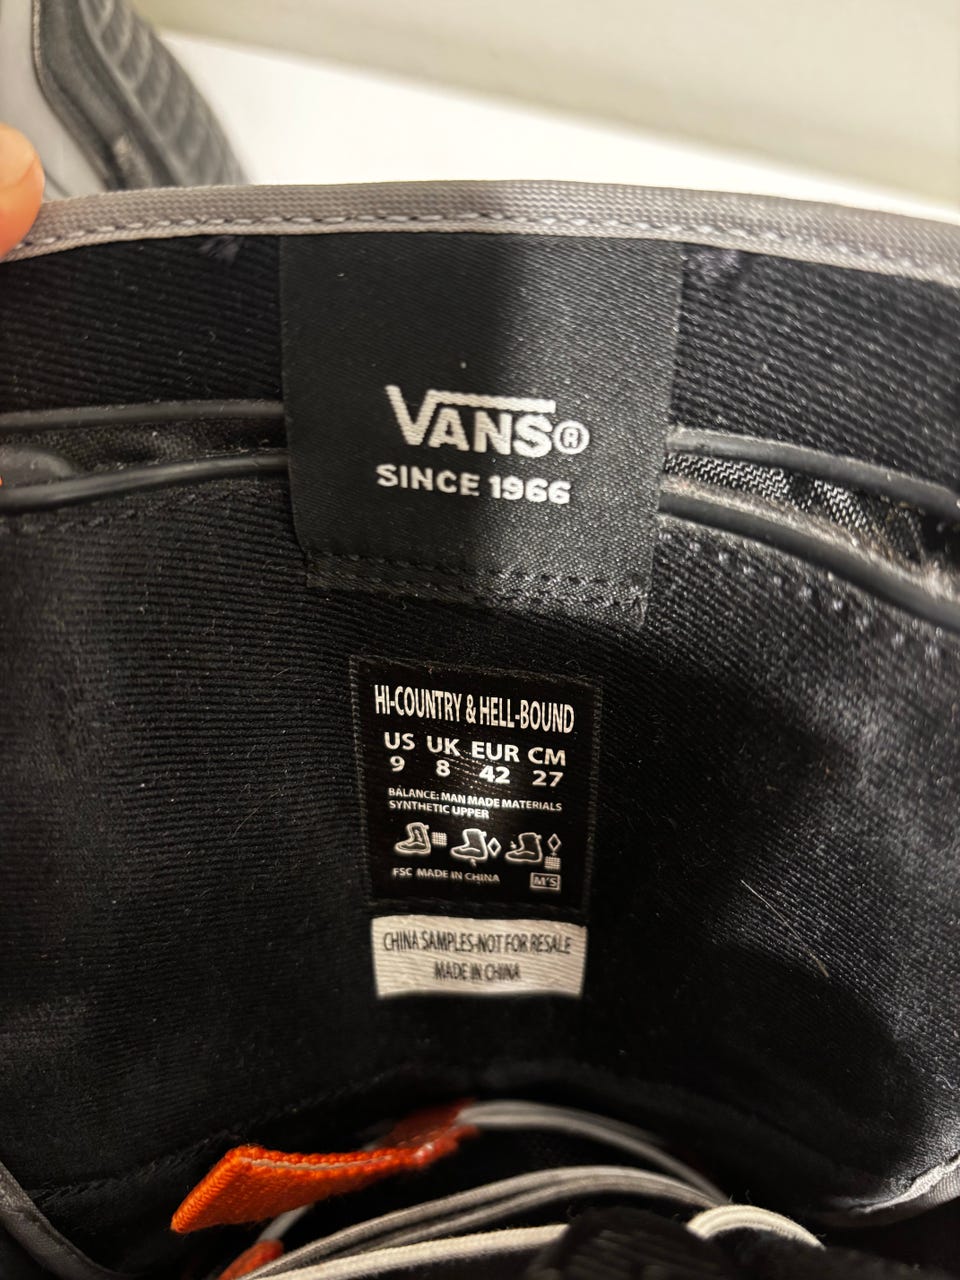 VANS®
SINCE 1966
HI-COUNTRY & HELL-BOUND
US UK EUR CM
9 8 42 27
BALANCE: MAN MADE MATERIALS
SYNTHETIC UPPER
FSC MADE IN CHINA M'S
CHINA SAMPLES-NOT FOR RESALE
MADE IN CHINA